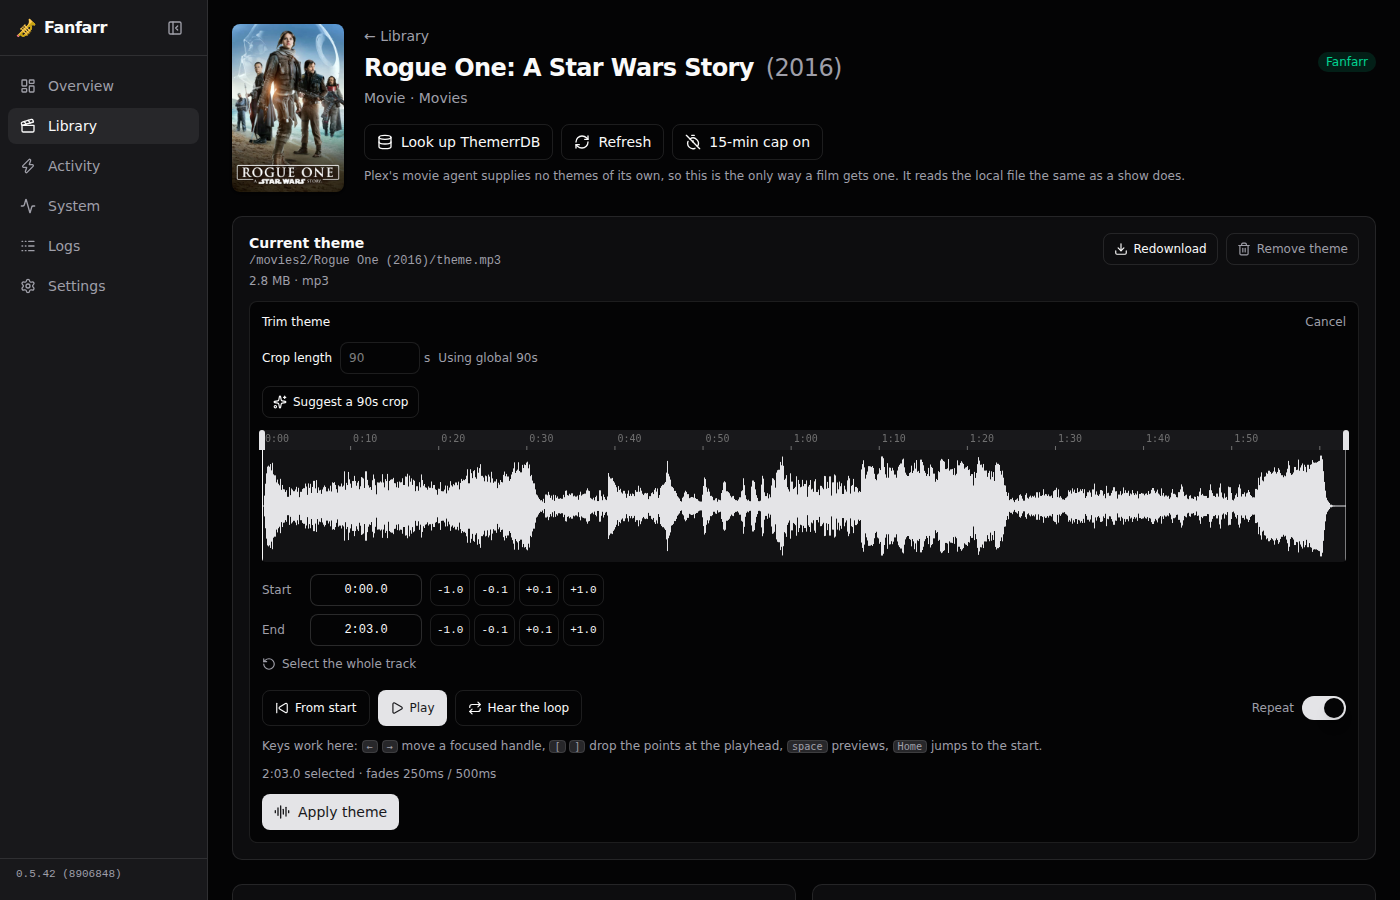 Fanfarr
Overview
Library
Activity
System
Logs
Settings
0.5.42 (8906848)
ROGUE ONE
A STAR WARS STORY
← Library
Rogue One: A Star Wars Story (2016)
Fanfarr
Movie · Movies
Look up ThemerrDB
Refresh
15-min cap on
Plex's movie agent supplies no themes of its own, so this is the only way a film gets one. It reads the local file the same as a show does.
Current theme
/movies2/Rogue One (2016)/theme.mp3
2.8 MB · mp3
Redownload
Remove theme
Trim theme
Cancel
Crop length 90 s Using global 90s
Suggest a 90s crop
0:00 0:10 0:20 0:30 0:40 0:50 1:00 1:10 1:20 1:30 1:40 1:50
Start 0:00.0 -1.0 -0.1 +0.1 +1.0
End 2:03.0 -1.0 -0.1 +0.1 +1.0
Select the whole track
From start
Play
Hear the loop
Repeat
Keys work here: ← → move a focused handle, [ ] drop the points at the playhead, space previews, Home jumps to the start.
2:03.0 selected · fades 250ms / 500ms
Apply theme